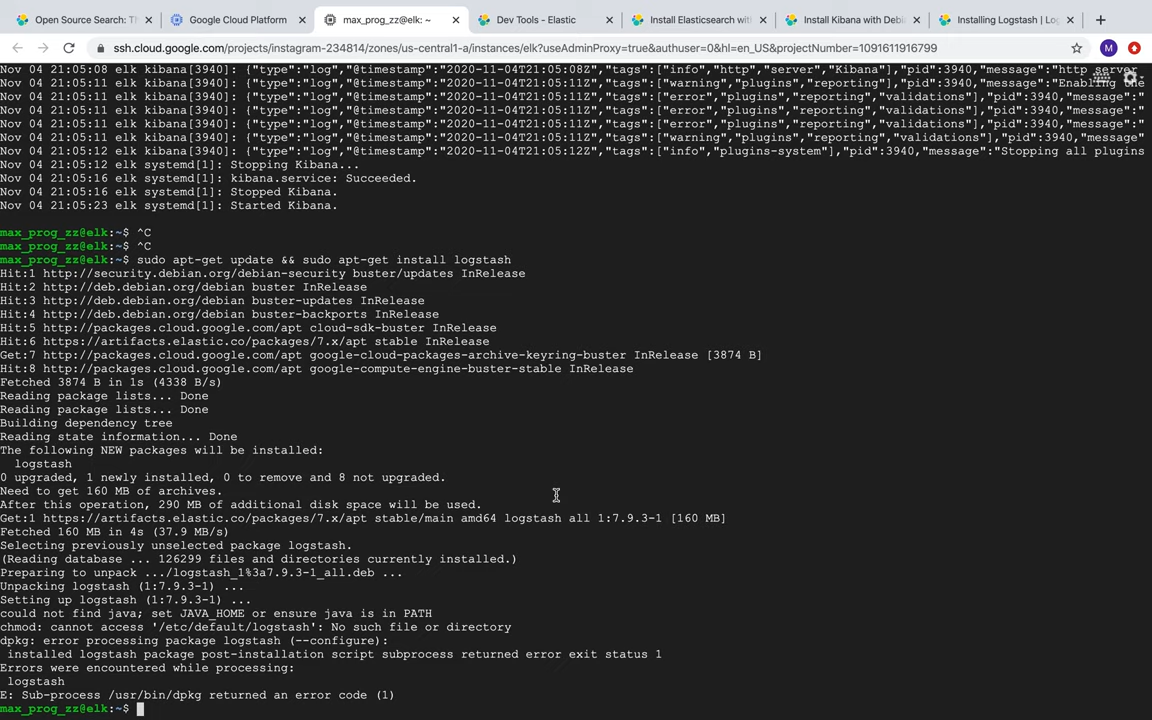 Open Source Search: Th
Google Cloud Platform
max_prog_zz@elk: ~
Dev Tools - Elastic
Install Elasticsearch with
Install Kibana with Debi
Installing Logstash | Log
ssh.cloud.google.com/projects/instagram-234814/zones/us-central1-a/instances/elk?useAdminProxy=true&authuser=0&hl=en_US&projectNumber=1091611916799
M
Nov 04 21:05:08 elk kibana[3940]: {"type":"log","@timestamp":"2020-11-04T21:05:08Z","tags":["info","http","server","Kibana"],"pid":3940,"message":"http server
Nov 04 21:05:11 elk kibana[3940]: {"type":"log","@timestamp":"2020-11-04T21:05:11Z","tags":["warning","plugins","reporting"],"pid":3940,"message":"Enabling the
Nov 04 21:05:11 elk kibana[3940]: {"type":"log","@timestamp":"2020-11-04T21:05:11Z","tags":["error","plugins","reporting","validations"],"pid":3940,"message":"
Nov 04 21:05:11 elk kibana[3940]: {"type":"log","@timestamp":"2020-11-04T21:05:11Z","tags":["error","plugins","reporting","validations"],"pid":3940,"message":"
Nov 04 21:05:11 elk kibana[3940]: {"type":"log","@timestamp":"2020-11-04T21:05:11Z","tags":["error","plugins","reporting","validations"],"pid":3940,"message":"
Nov 04 21:05:11 elk kibana[3940]: {"type":"log","@timestamp":"2020-11-04T21:05:11Z","tags":["warning","plugins","reporting","validations"],"pid":3940,"message"
Nov 04 21:05:12 elk kibana[3940]: {"type":"log","@timestamp":"2020-11-04T21:05:12Z","tags":["info","plugins-system"],"pid":3940,"message":"Stopping all plugins
Nov 04 21:05:12 elk systemd[1]: Stopping Kibana...
Nov 04 21:05:16 elk systemd[1]: kibana.service: Succeeded.
Nov 04 21:05:16 elk systemd[1]: Stopped Kibana.
Nov 04 21:05:23 elk systemd[1]: Started Kibana.
max_prog_zz@elk:~$ ^C
max_prog_zz@elk:~$ ^C
max_prog_zz@elk:~$ sudo apt-get update && sudo apt-get install logstash
Hit:1 http://security.debian.org/debian-security buster/updates InRelease
Hit:2 http://deb.debian.org/debian buster InRelease
Hit:3 http://deb.debian.org/debian buster-updates InRelease
Hit:4 http://deb.debian.org/debian buster-backports InRelease
Hit:5 http://packages.cloud.google.com/apt cloud-sdk-buster InRelease
Hit:6 https://artifacts.elastic.co/packages/7.x/apt stable InRelease
Get:7 http://packages.cloud.google.com/apt google-cloud-packages-archive-keyring-buster InRelease [3874 B]
Hit:8 http://packages.cloud.google.com/apt google-compute-engine-buster-stable InRelease
Fetched 3874 B in 1s (4338 B/s)
Reading package lists... Done
Reading package lists... Done
Building dependency tree
Reading state information... Done
The following NEW packages will be installed:
logstash
0 upgraded, 1 newly installed, 0 to remove and 8 not upgraded.
Need to get 160 MB of archives.
After this operation, 290 MB of additional disk space will be used.
Get:1 https://artifacts.elastic.co/packages/7.x/apt stable/main amd64 logstash all 1:7.9.3-1 [160 MB]
Fetched 160 MB in 4s (37.9 MB/s)
Selecting previously unselected package logstash.
(Reading database ... 126299 files and directories currently installed.)
Preparing to unpack .../logstash_1%3a7.9.3-1_all.deb ...
Unpacking logstash (1:7.9.3-1) ...
Setting up logstash (1:7.9.3-1) ...
could not find java; set JAVA_HOME or ensure java is in PATH
chmod: cannot access '/etc/default/logstash': No such file or directory
dpkg: error processing package logstash (--configure):
installed logstash package post-installation script subprocess returned error exit status 1
Errors were encountered while processing:
logstash
E: Sub-process /usr/bin/dpkg returned an error code (1)
max_prog_zz@elk:~$